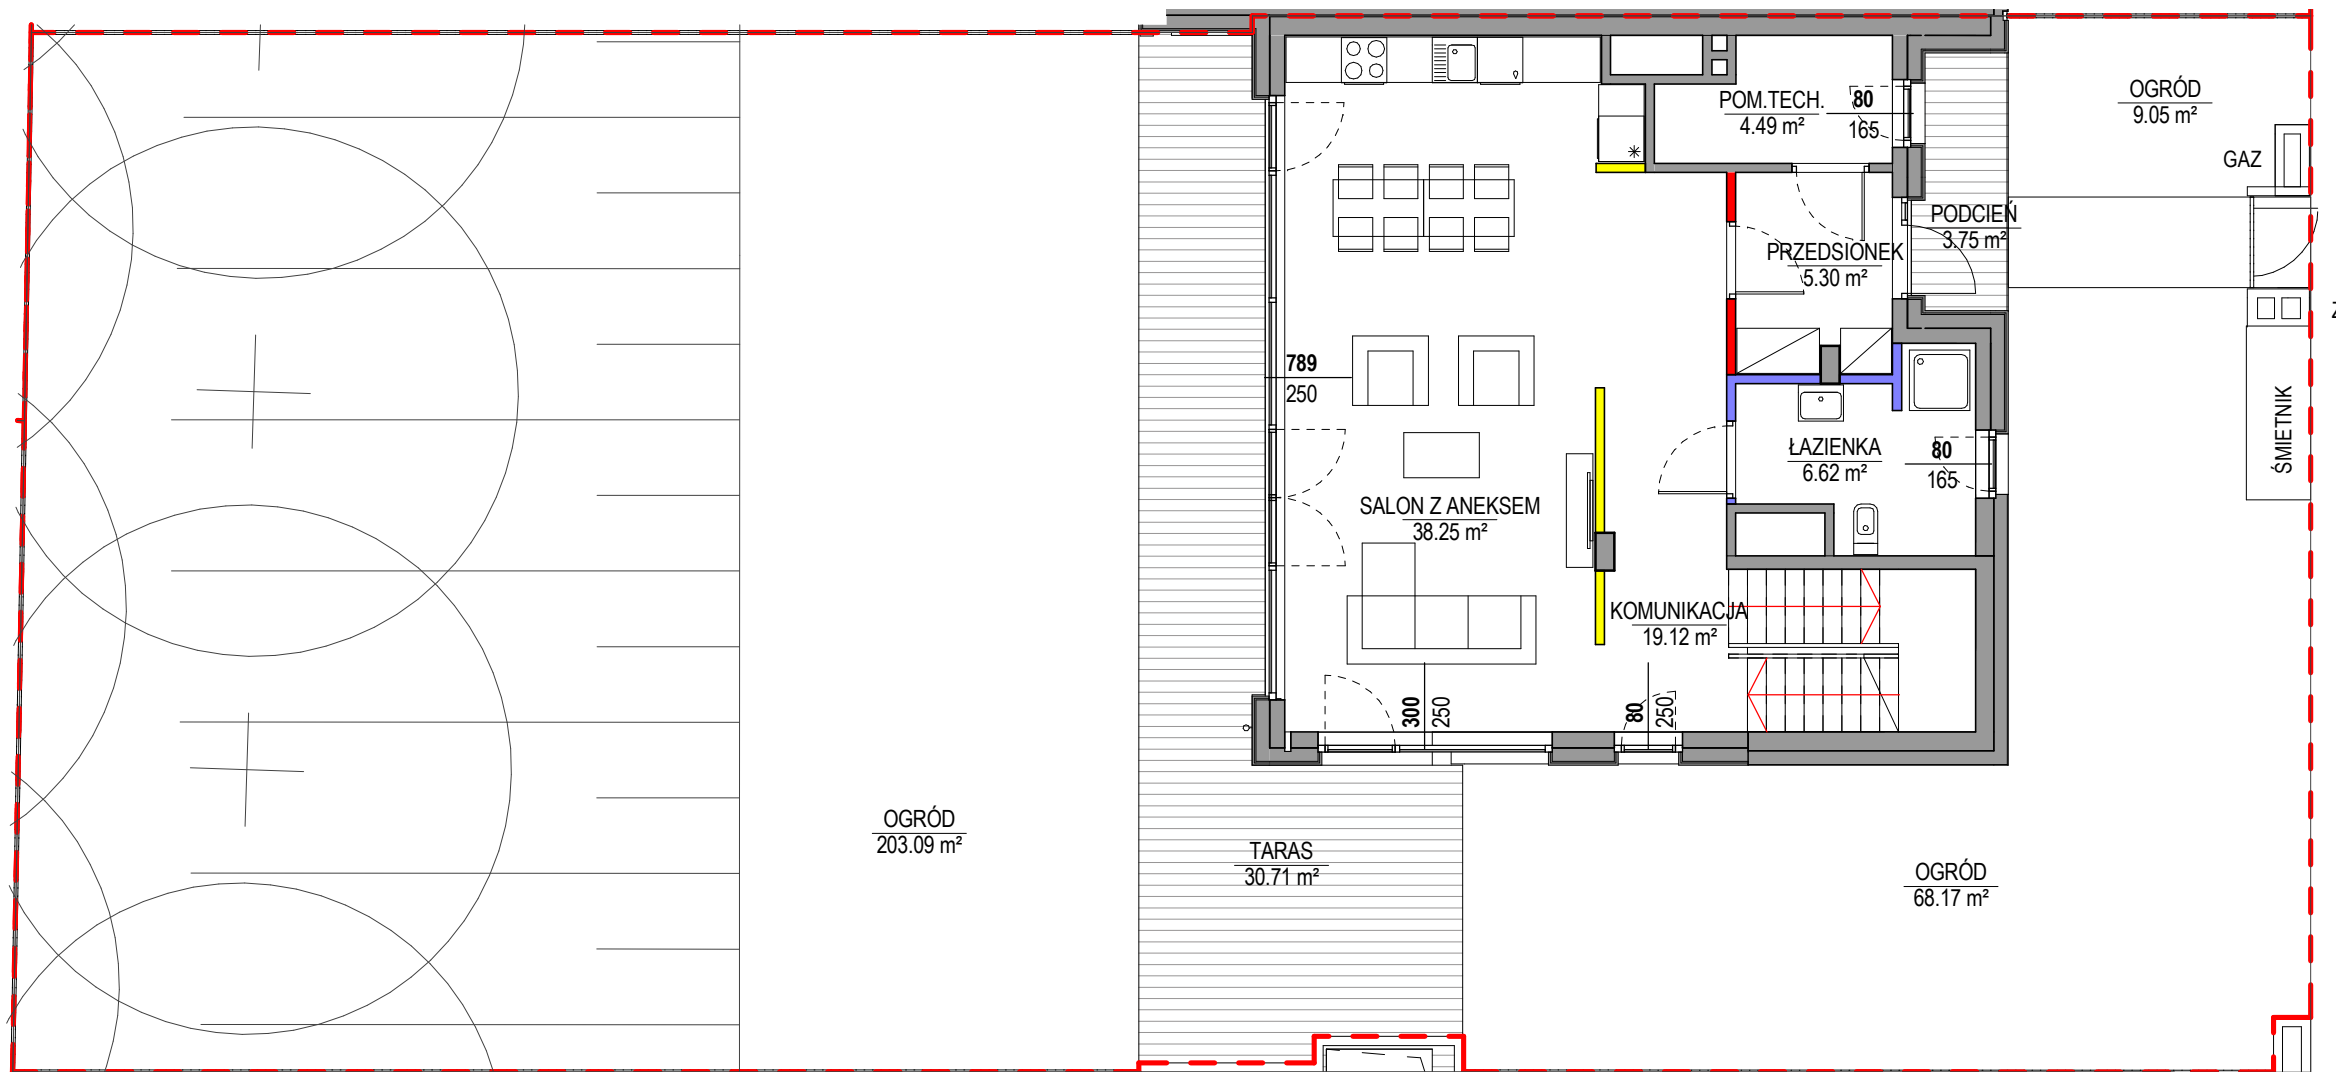 OGRÓD
9.05 m²
POM.TECH.
4.49 m²
80
165
GAZ
PODCIEŃ
3.75 m²
PRZEDSIONEK
5.30 m²
789
250
ŁAZIENKA
6.62 m²
80
165
ŚMIETNIK
SALON Z ANEKSEM
38.25 m²
KOMUNIKACJA
19.12 m²
300
250
80
250
OGRÓD
203.09 m²
TARAS
30.71 m²
OGRÓD
68.17 m²